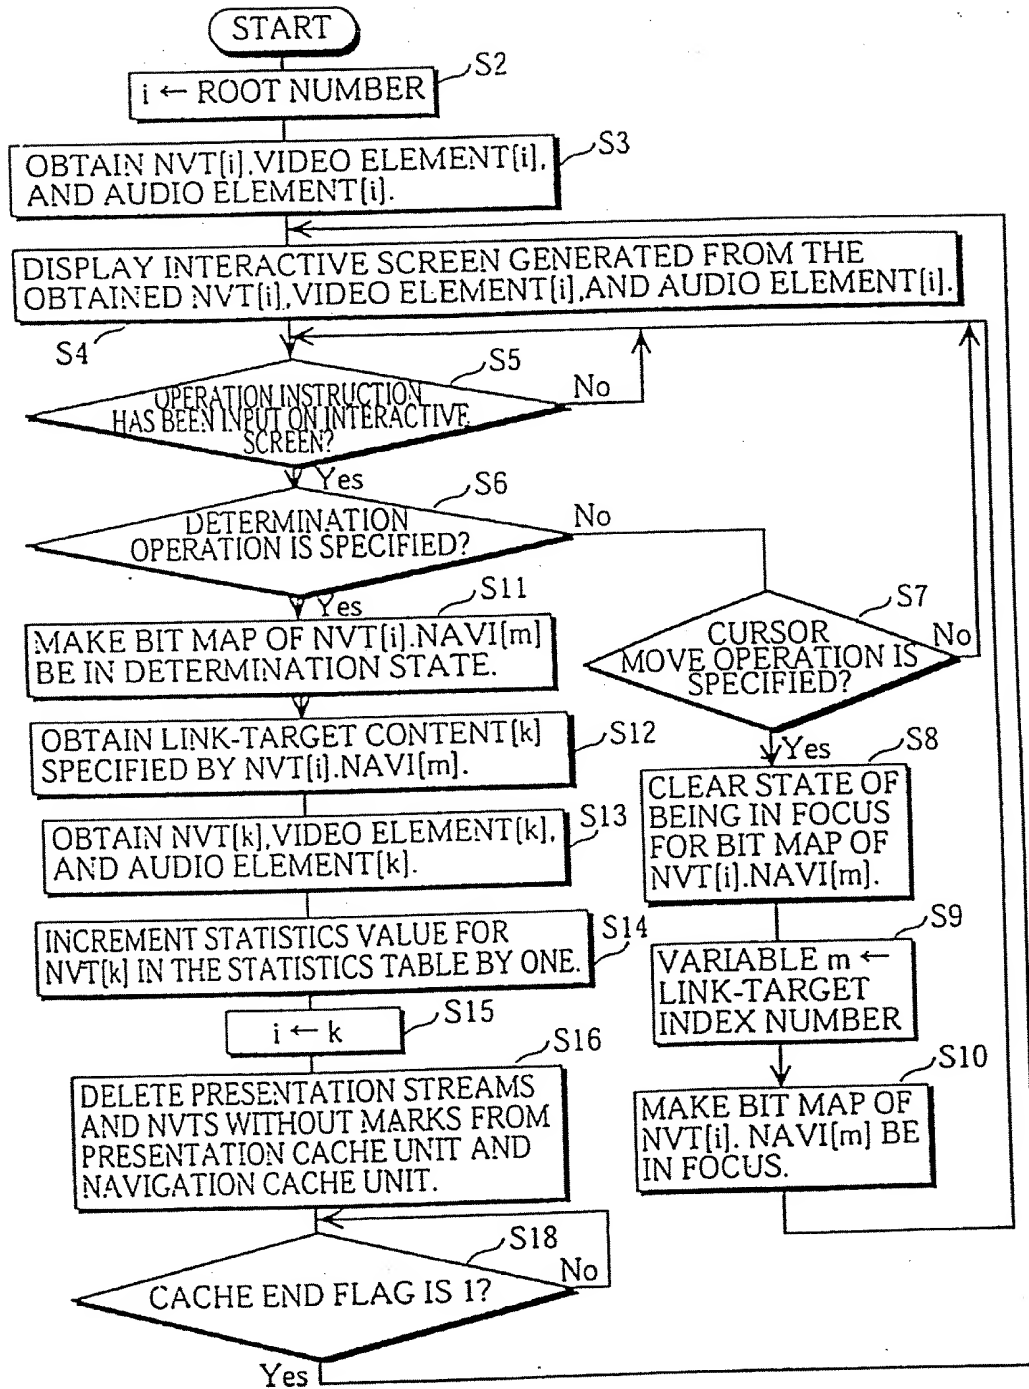 START
S2
i ← ROOT NUMBER
S3
OBTAIN NVT[i].VIDEO ELEMENT[i],
AND AUDIO ELEMENT[i].
DISPLAY INTERACTIVE SCREEN GENERATED FROM THE
OBTAINED NVT[i],VIDEO ELEMENT[i],AND AUDIO ELEMENT[i].
S4
S5
OPERATION INSTRUCTION
HAS BEEN INPUT ON INTERACTIVE
SCREEN?
No
Yes
S6
DETERMINATION
OPERATION IS SPECIFIED?
No
Yes
S7
CURSOR
MOVE OPERATION IS
SPECIFIED?
No
Yes
S11
MAKE BIT MAP OF NVT[i].NAVI[m]
BE IN DETERMINATION STATE.
S12
OBTAIN LINK-TARGET CONTENT[k]
SPECIFIED BY NVT[i].NAVI[m].
S13
OBTAIN NVT[k],VIDEO ELEMENT[k],
AND AUDIO ELEMENT[k].
S14
INCREMENT STATISTICS VALUE FOR
NVT[k] IN THE STATISTICS TABLE BY ONE.
S15
i ← k
S16
DELETE PRESENTATION STREAMS
AND NVTS WITHOUT MARKS FROM
PRESENTATION CACHE UNIT AND
NAVIGATION CACHE UNIT.
S18
CACHE END FLAG IS 1?
No
Yes
S8
CLEAR STATE OF
BEING IN FOCUS
FOR BIT MAP OF
NVT[i].NAVI[m].
S9
VARIABLE m ←
LINK-TARGET
INDEX NUMBER
S10
MAKE BIT MAP OF
NVT[i]. NAVI[m] BE
IN FOCUS.